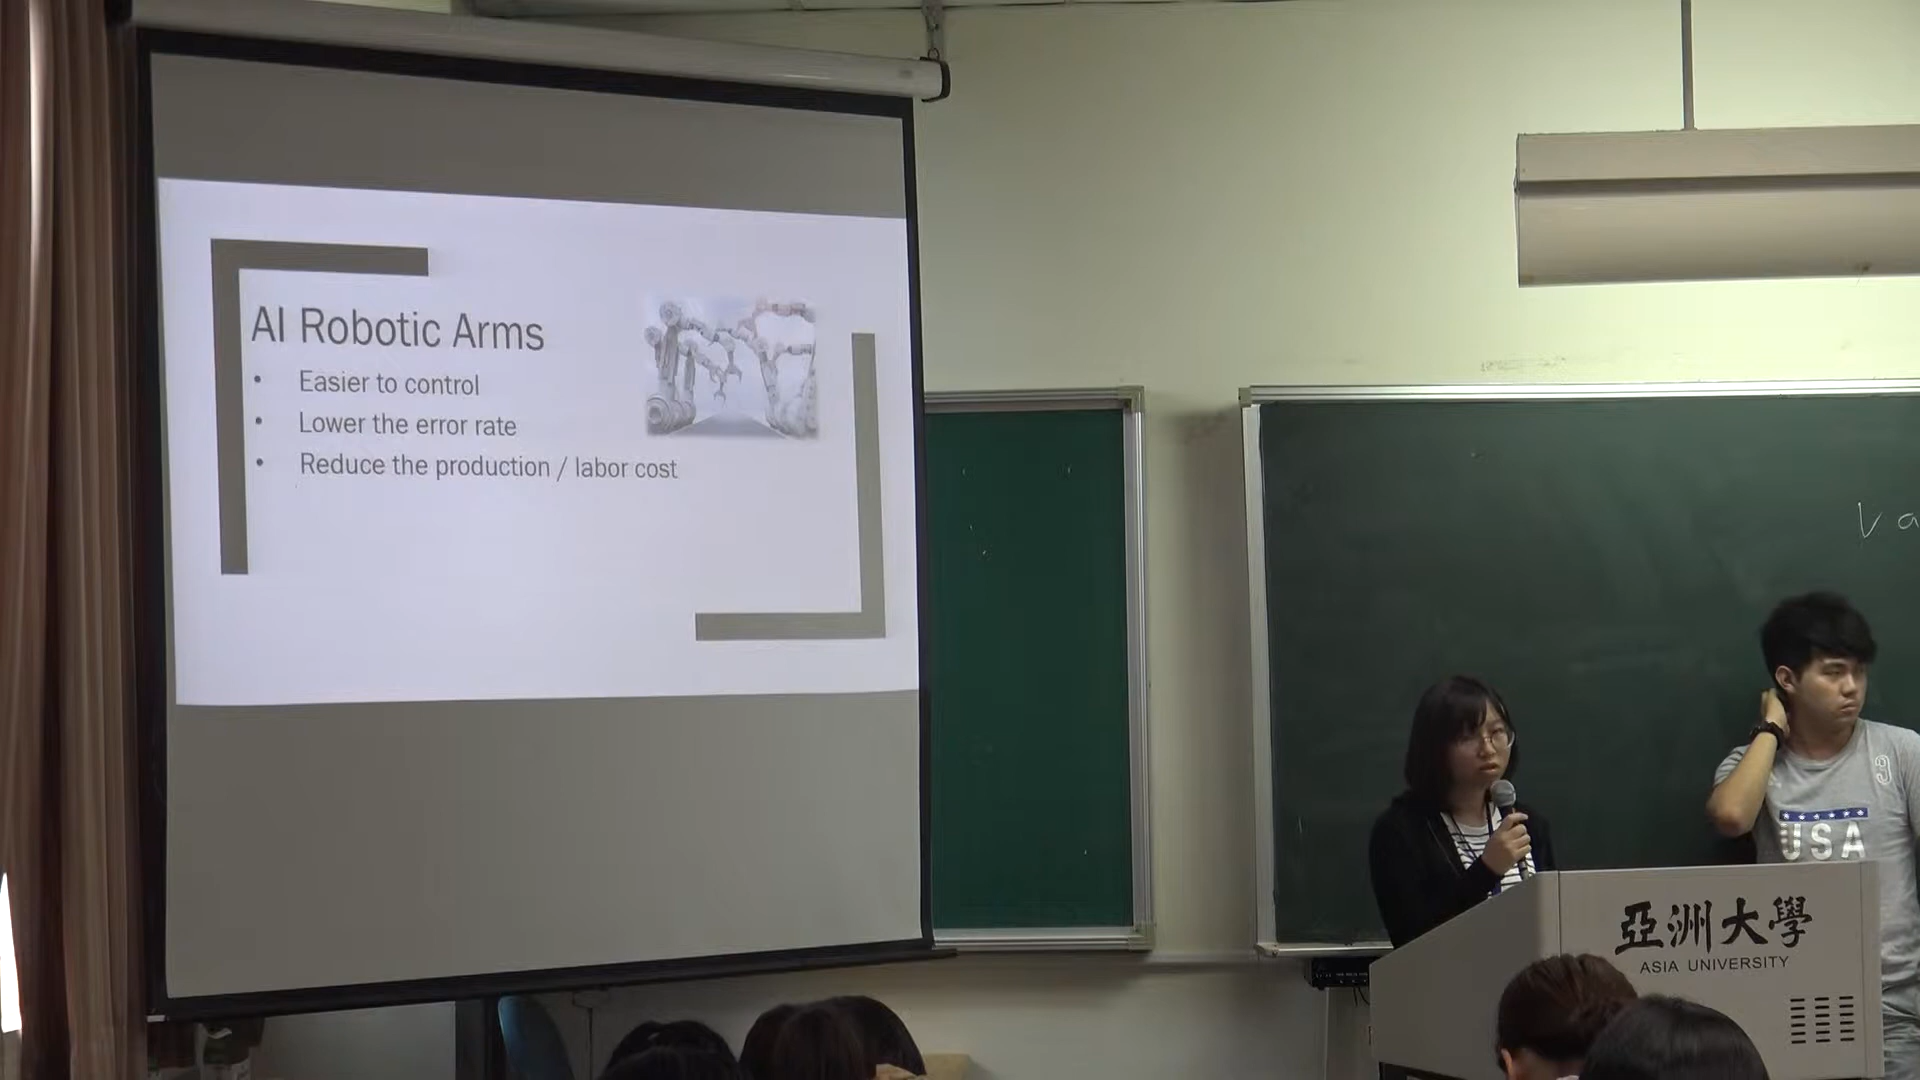 AI Robotic Arms
• Easier to control
• Lower the error rate
• Reduce the production / labor cost
Va
USA
亞洲大學
ASIA UNIVERSITY